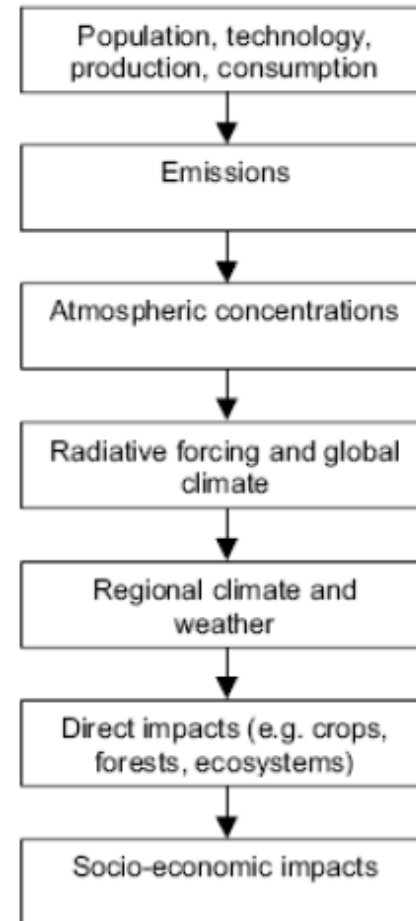 Population, technology,
production, consumption
Emissions
Atmospheric concentrations
Radiative forcing and global
climate
Regional climate and
weather
Direct impacts (e.g. crops,
forests, ecosystems)
Socio-economic impacts